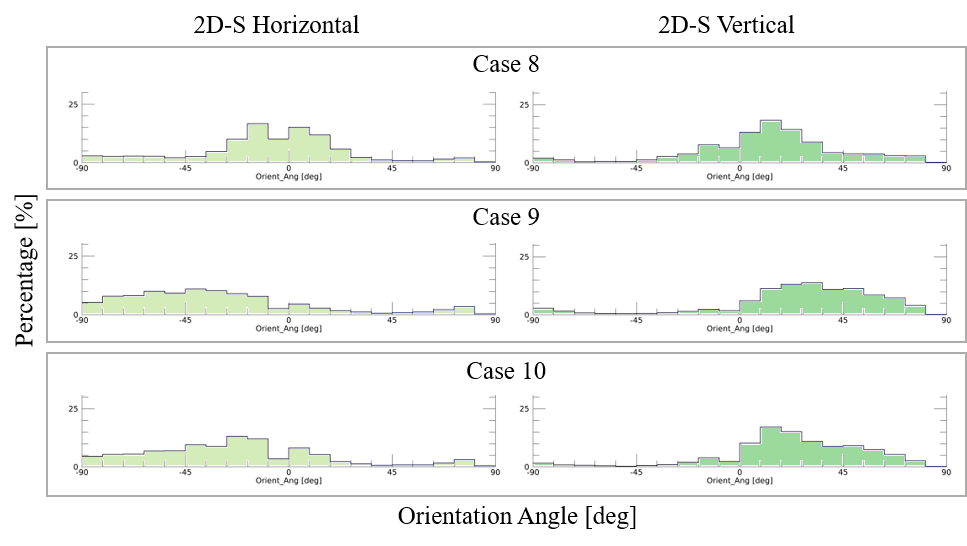 2D-S Horizontal 2D-S Vertical
Case 8
25 25
0 0
-90 -45 0 45 90 -90 -45 0 45 90
Orient_Ang [deg] Orient_Ang [deg]
Case 9
25 25
0 0
-90 -45 0 45 90 -90 -45 0 45 90
Orient_Ang [deg] Orient_Ang [deg]
Case 10
25 25
0 0
-90 -45 0 45 90 -90 -45 0 45 90
Orient_Ang [deg] Orient_Ang [deg]
Percentage [%]
Orientation Angle [deg]